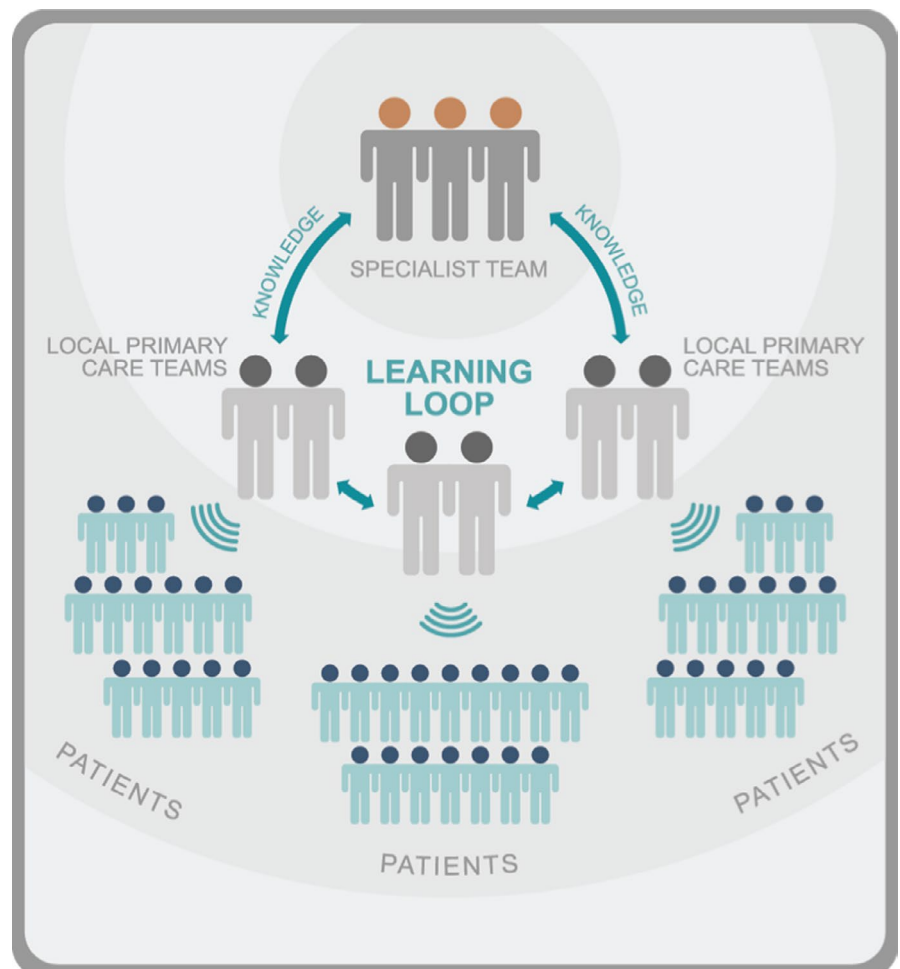 SPECIALIST TEAM
KNOWLEDGE
KNOWLEDGE
LOCAL PRIMARY
CARE TEAMS
LEARNING
LOOP
LOCAL PRIMARY
CARE TEAMS
PATIENTS
PATIENTS
PATIENTS